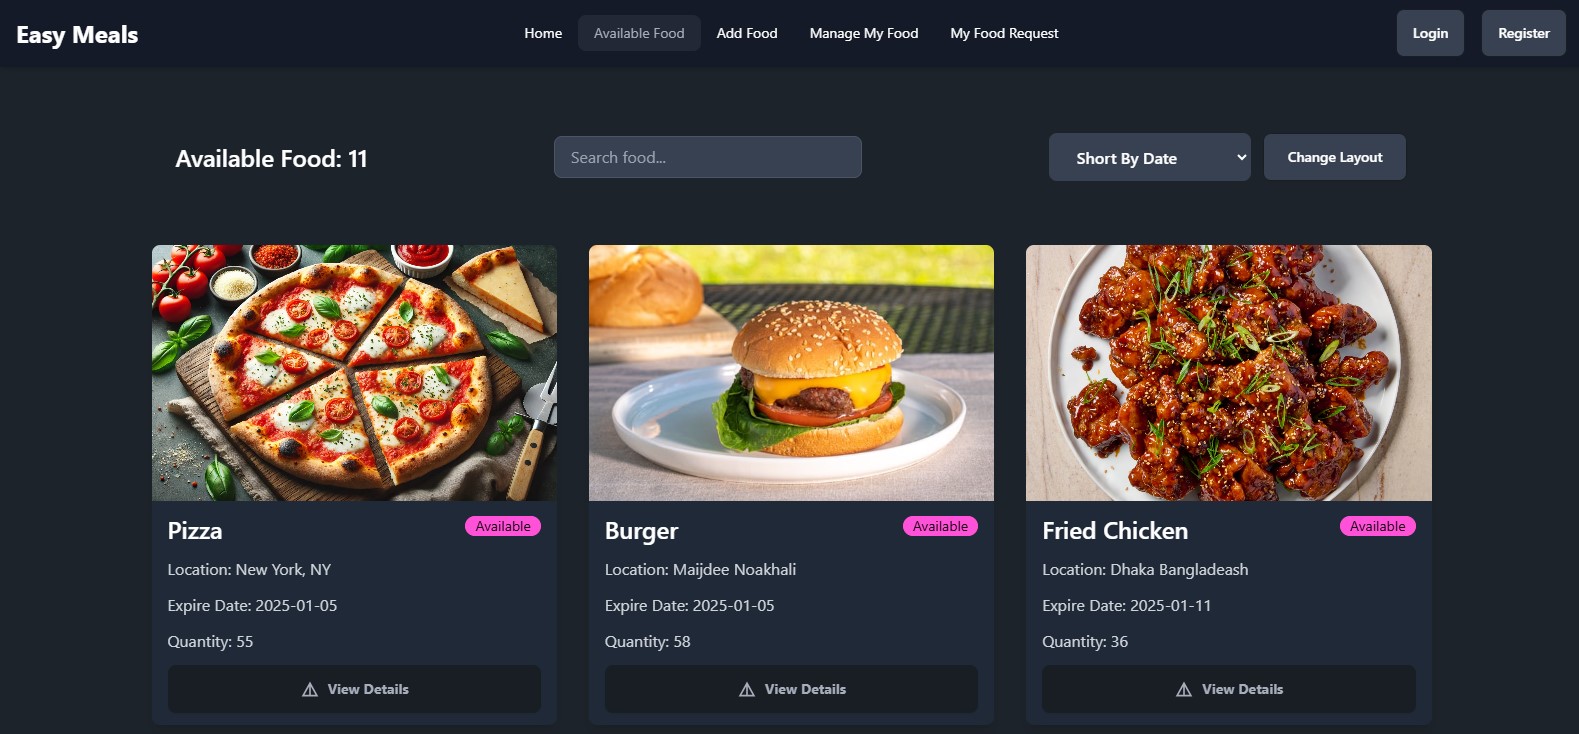 Easy Meals
Home Available Food Add Food Manage My Food My Food Request
Login Register
Available Food: 11
Search food...
Short By Date
Change Layout
Pizza Available
Location: New York, NY
Expire Date: 2025-01-05
Quantity: 55
View Details
Burger Available
Location: Maijdee Noakhali
Expire Date: 2025-01-05
Quantity: 58
View Details
Fried Chicken Available
Location: Dhaka Bangladeash
Expire Date: 2025-01-11
Quantity: 36
View Details